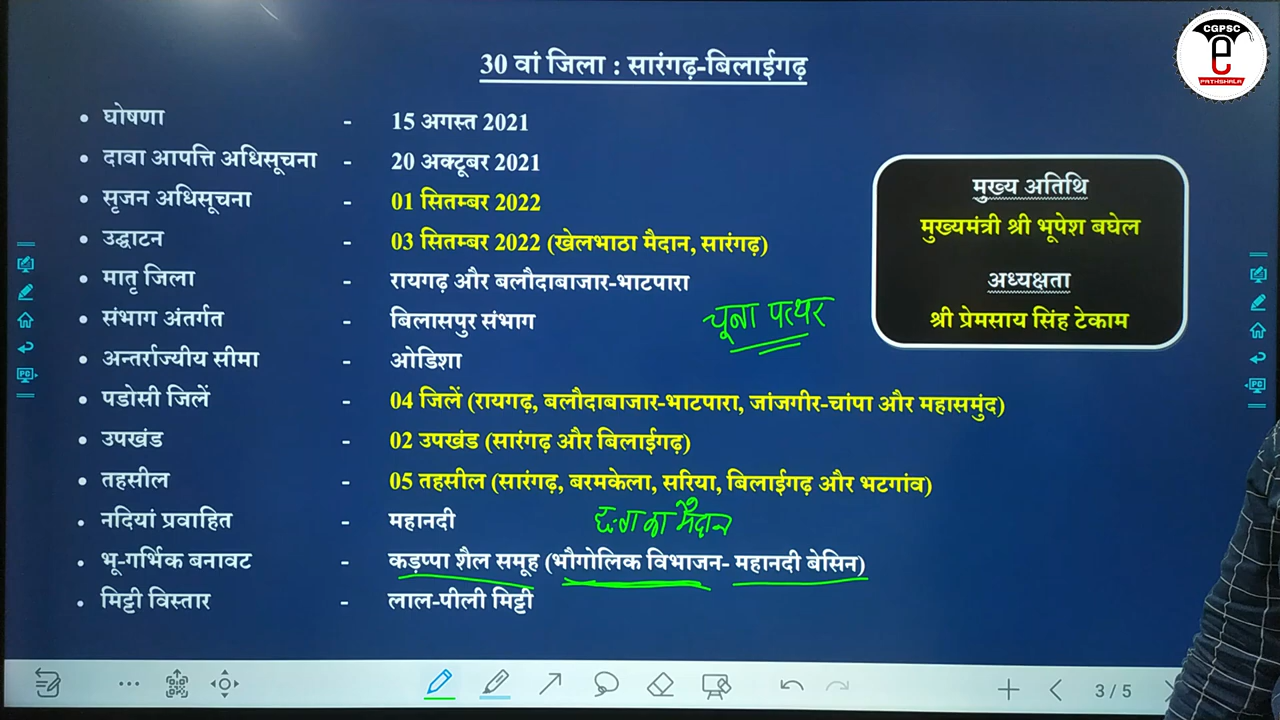 CGPSC
e
PATHSHALA
30 वां जिला : सारंगढ़-बिलाईगढ़
• घोषणा - 15 अगस्त 2021
• दावा आपत्ति अधिसूचना - 20 अक्टूबर 2021
• सृजन अधिसूचना - 01 सितम्बर 2022
• उद्घाटन - 03 सितम्बर 2022 (खेलभाठा मैदान, सारंगढ़)
• मातृ जिला - रायगढ़ और बलौदाबाजार-भाटपारा
• संभाग अंतर्गत - बिलासपुर संभाग
• अन्तर्राज्यीय सीमा - ओडिशा
• पडोसी जिलें - 04 जिलें (रायगढ़, बलौदाबाजार-भाटपारा, जांजगीर-चांपा और महासमुंद)
• उपखंड - 02 उपखंड (सारंगढ़ और बिलाईगढ़)
• तहसील - 05 तहसील (सारंगढ़, बरमकेला, सरिया, बिलाईगढ़ और भटगांव)
• नदियां प्रवाहित - महानदी
• भू-गर्भिक बनावट - कड़प्पा शैल समूह (भौगोलिक विभाजन- महानदी बेसिन)
• मिट्टी विस्तार - लाल-पीली मिट्टी
मुख्य अतिथि
मुख्यमंत्री श्री भूपेश बघेल
अध्यक्षता
श्री प्रेमसाय सिंह टेकाम
चूना पत्थर
का मैदान
PC
PC
3 / 5